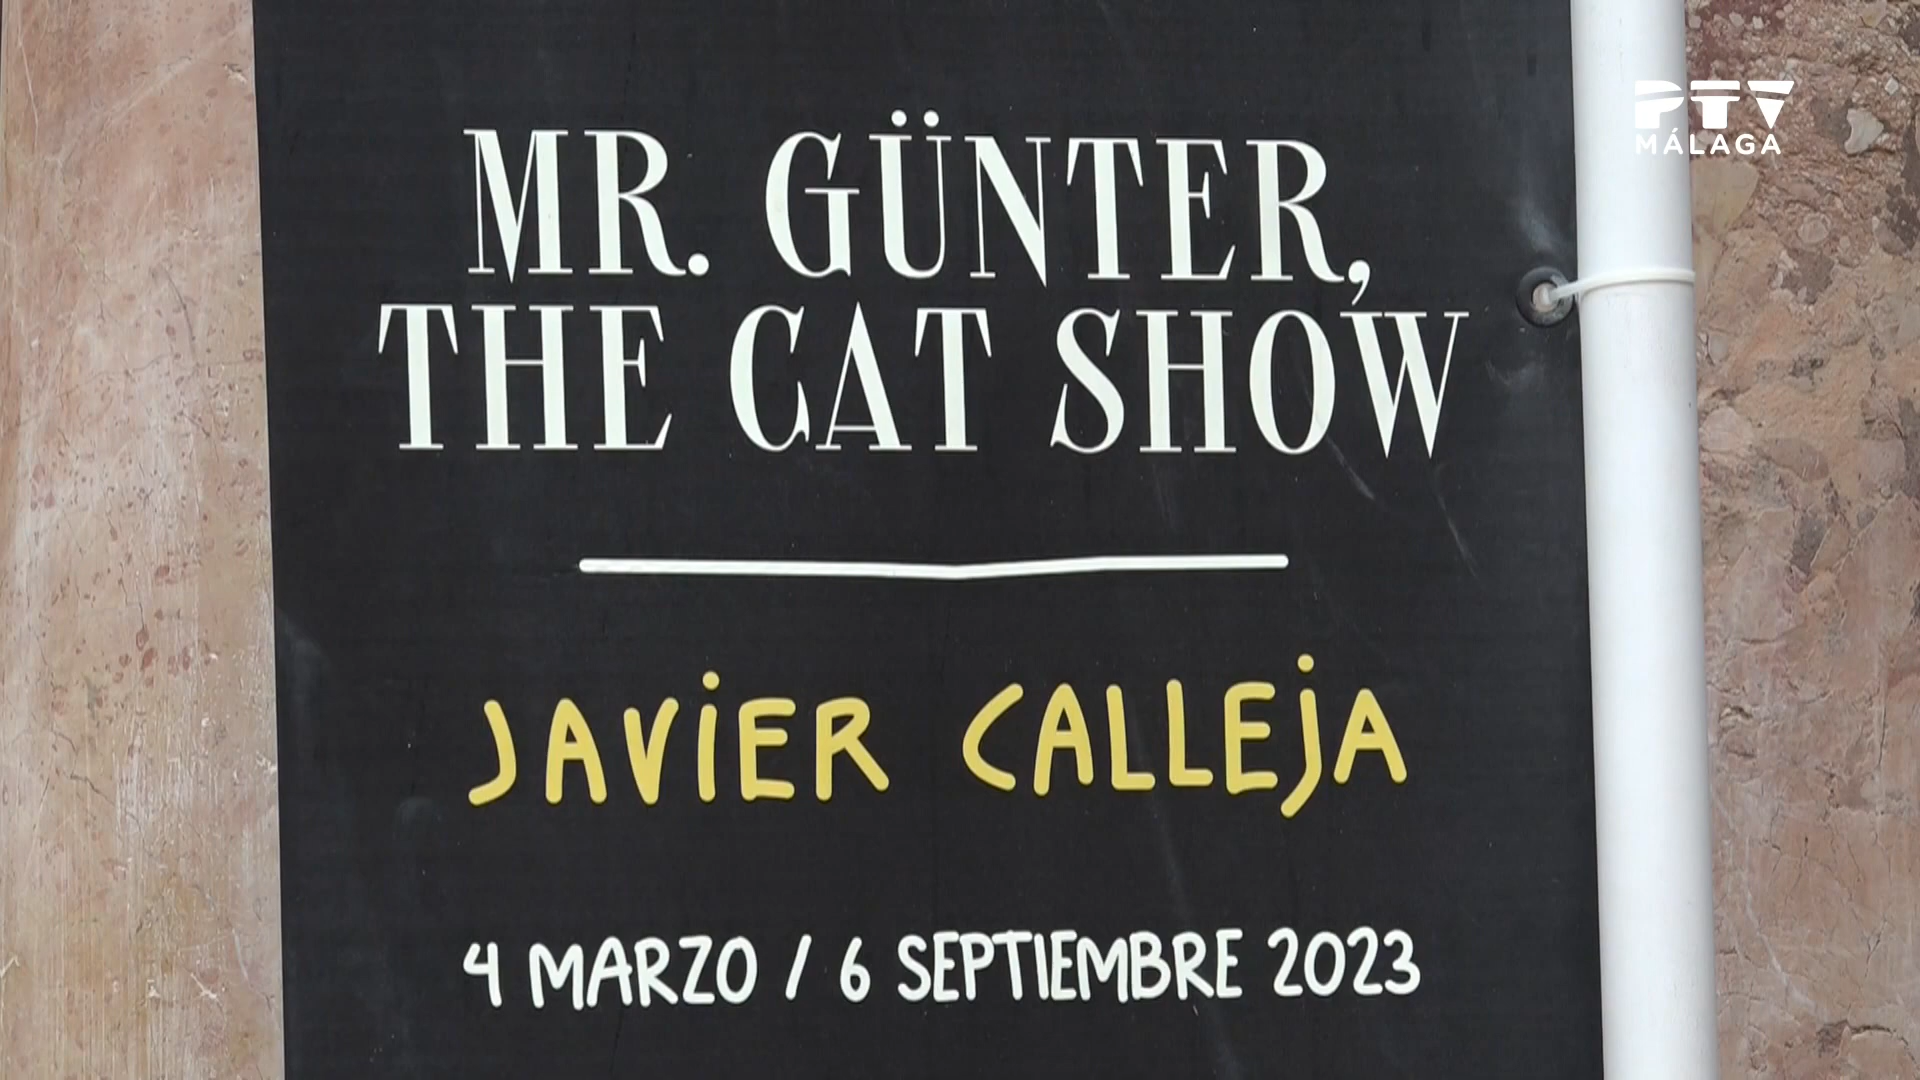 PTV
MÁLAGA
MR. GÜNTER,
THE CAT SHOW
JAViER CALLEjA
4 MARZO / 6 SEPTIEMBRE 2023